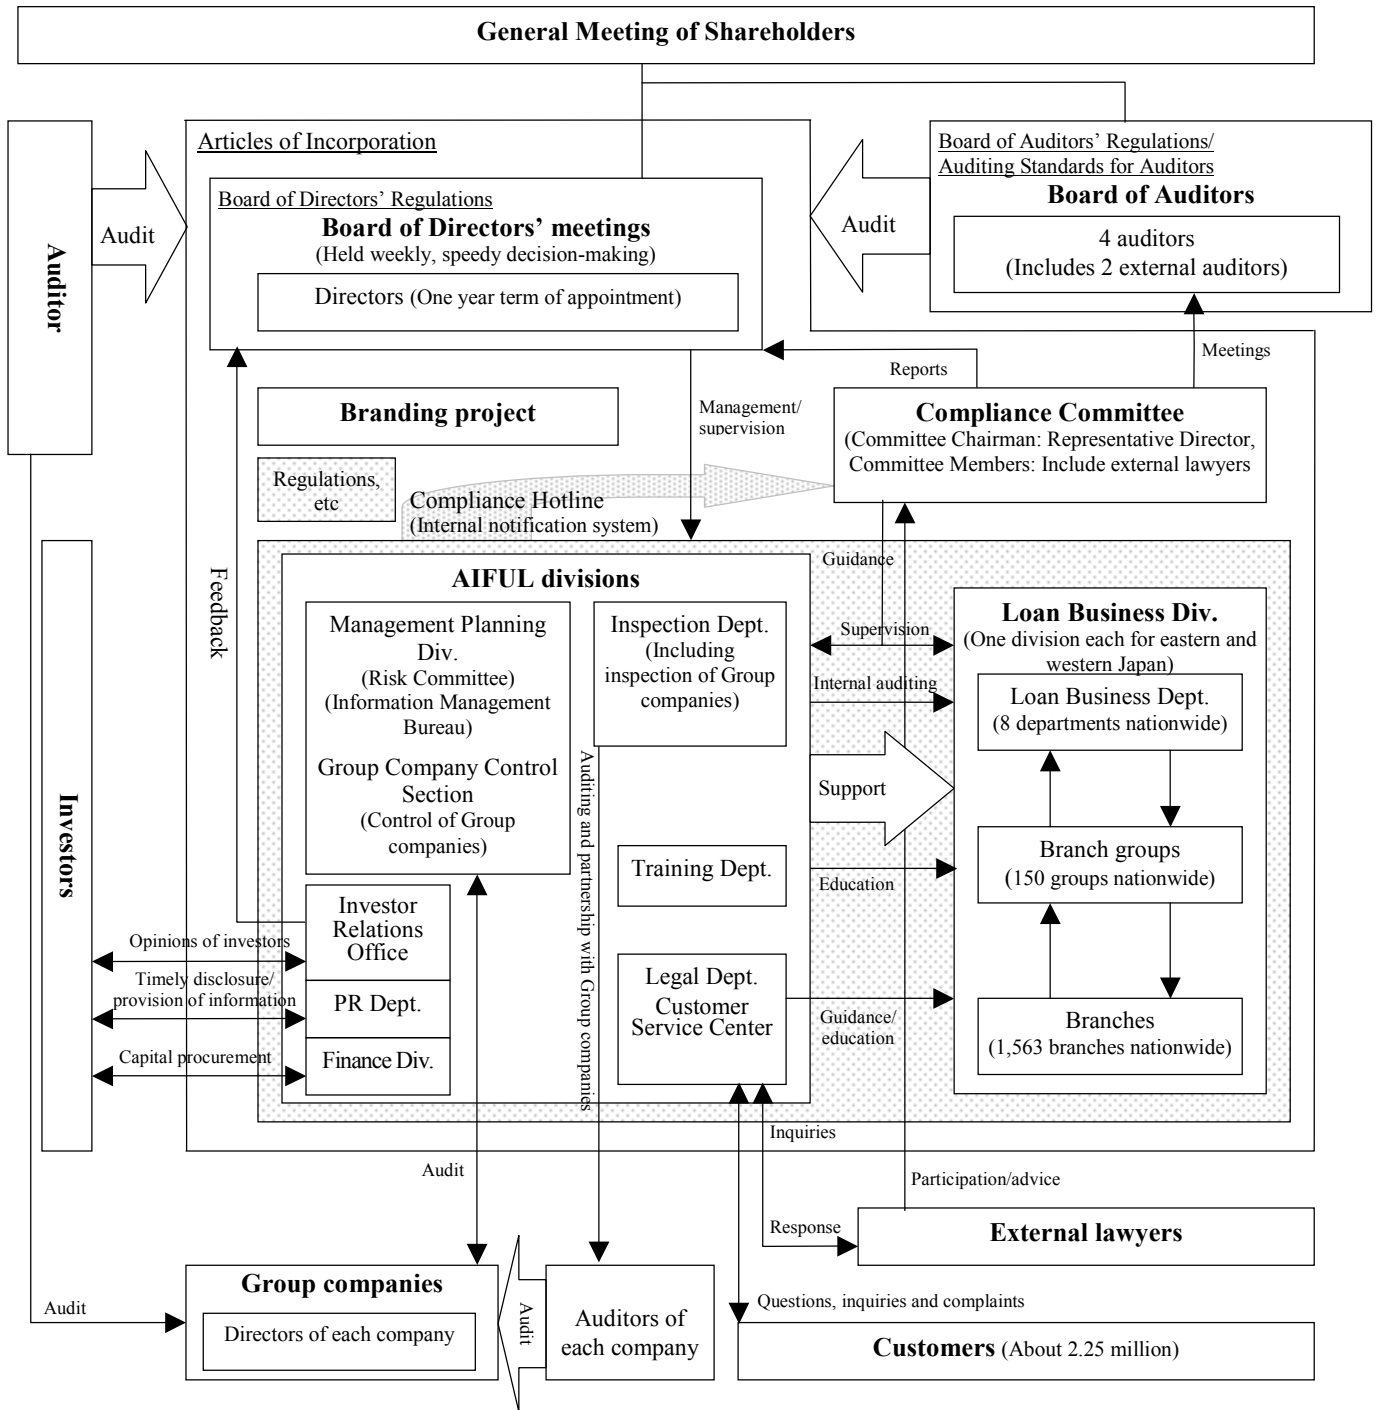 General Meeting of Shareholders
Auditor
Audit
Articles of Incorporation
Board of Directors’ Regulations
Board of Directors’ meetings
(Held weekly, speedy decision-making)
Directors (One year term of appointment)
Audit
Board of Auditors’ Regulations/
Auditing Standards for Auditors
Board of Auditors
4 auditors
(Includes 2 external auditors)
Meetings
Reports
Branding project
Management/
supervision
Compliance Committee
(Committee Chairman: Representative Director,
Committee Members: Include external lawyers
Regulations,
etc
Compliance Hotline
(Internal notification system)
Feedback
Investors
AIFUL divisions
Management Planning
Div.
(Risk Committee)
(Information Management
Bureau)
Group Company Control
Section
(Control of Group
companies)
Inspection Dept.
(Including
inspection of Group
companies)
Auditing and partnership with Group companies
Guidance
Supervision
Internal auditing
Support
Education
Guidance/
education
Loan Business Div.
(One division each for eastern and
western Japan)
Loan Business Dept.
(8 departments nationwide)
Branch groups
(150 groups nationwide)
Branches
(1,563 branches nationwide)
Training Dept.
Legal Dept.
Customer
Service Center
Investor
Relations
Office
PR Dept.
Finance Div.
Opinions of investors
Timely disclosure/
provision of information
Capital procurement
Inquiries
Audit
Participation/advice
Response
External lawyers
Audit
Group companies
Directors of each company
Audit
Auditors of
each company
Questions, inquiries and complaints
Customers (About 2.25 million)